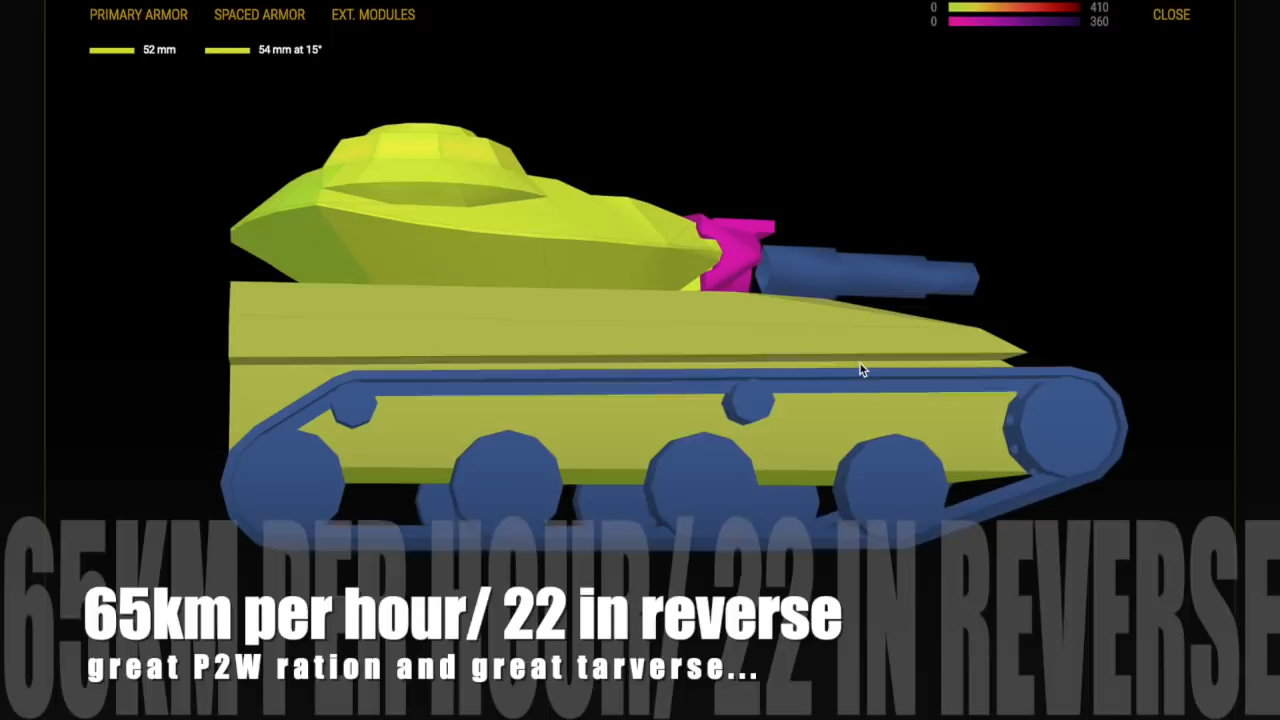 PRIMARY ARMOR SPACED ARMOR EXT. MODULES
0 410
0 360
CLOSE
52 mm 54 mm at 15°
65KM PER HOUR/ 22 IN REVERSE
65km per hour/ 22 in reverse
great P2W ration and great tarverse...